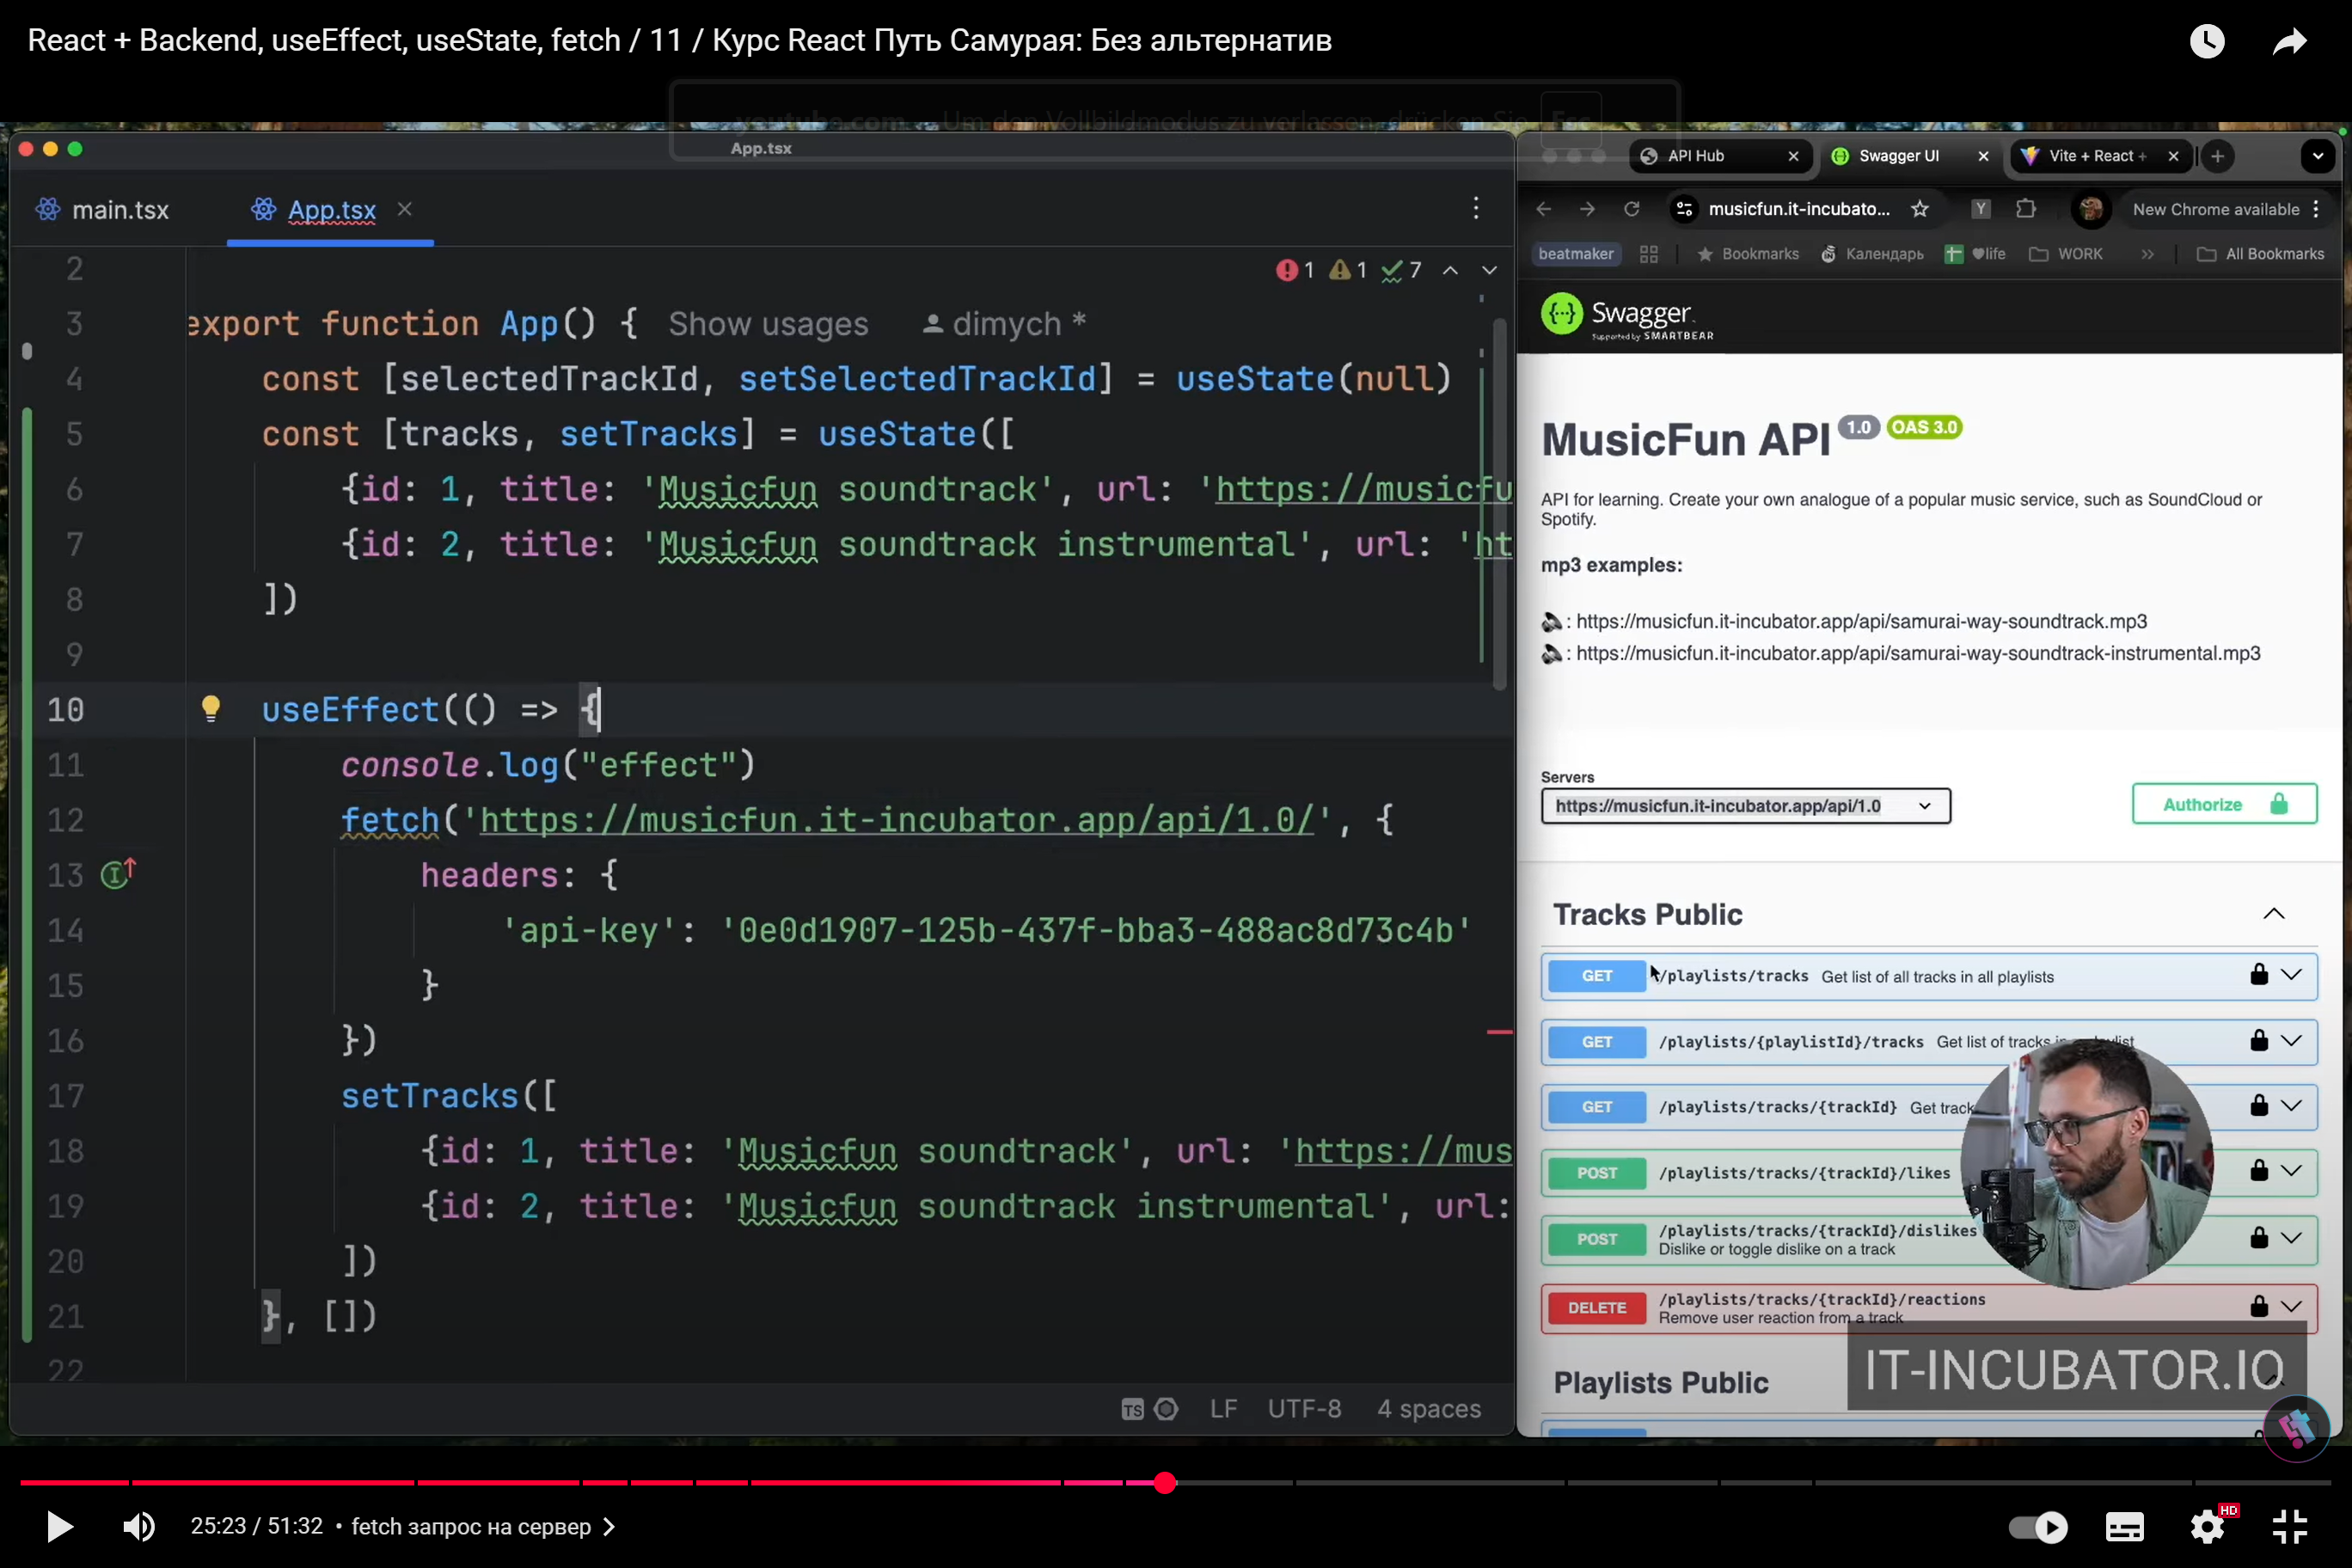 React + Backend, useEffect, useState, fetch / 11 / Курс React Путь Самурая: Без альтернатив
youtube.com Um den Vollbildmodus zu verlassen, drücken Sie Esc
App.tsx
main.tsx
App.tsx
1 1 7
2
3 export function App() { Show usages dimych *
4 const [selectedTrackId, setSelectedTrackId] = useState(null)
5 const [tracks, setTracks] = useState([
6 {id: 1, title: 'Musicfun soundtrack', url: 'https://musicfu
7 {id: 2, title: 'Musicfun soundtrack instrumental', url: 'ht
8 ])
9
10 useEffect(() => {
11 console.log("effect")
12 fetch('https://musicfun.it-incubator.app/api/1.0/', {
13 headers: {
14 'api-key': '0e0d1907-125b-437f-bba3-488ac8d73c4b'
15 }
16 })
17 setTracks([
18 {id: 1, title: 'Musicfun soundtrack', url: 'https://mus
19 {id: 2, title: 'Musicfun soundtrack instrumental', url:
20 ])
21 }, [])
22
TS LF UTF-8 4 spaces
API Hub
Swagger UI
Vite + React +
musicfun.it-incubato...
Y
New Chrome available
beatmaker
Bookmarks
Календарь
life
WORK
All Bookmarks
Swagger
Supported by SMARTBEAR
MusicFun API 1.0 OAS 3.0
API for learning. Create your own analogue of a popular music service, such as SoundCloud or
Spotify.
mp3 examples:
: https://musicfun.it-incubator.app/api/samurai-way-soundtrack.mp3
: https://musicfun.it-incubator.app/api/samurai-way-soundtrack-instrumental.mp3
Servers
https://musicfun.it-incubator.app/api/1.0
Authorize
Tracks Public
GET /playlists/tracks Get list of all tracks in all playlists
GET /playlists/{playlistId}/tracks Get list of tracks
GET /playlists/tracks/{trackId} Get track
POST /playlists/tracks/{trackId}/likes
POST /playlists/tracks/{trackId}/dislikes
Dislike or toggle dislike on a track
DELETE /playlists/tracks/{trackId}/reactions
Remove user reaction from a track
Playlists Public
IT-INCUBATOR.IO
25:23 / 51:32 • fetch запрос на сервер
HD